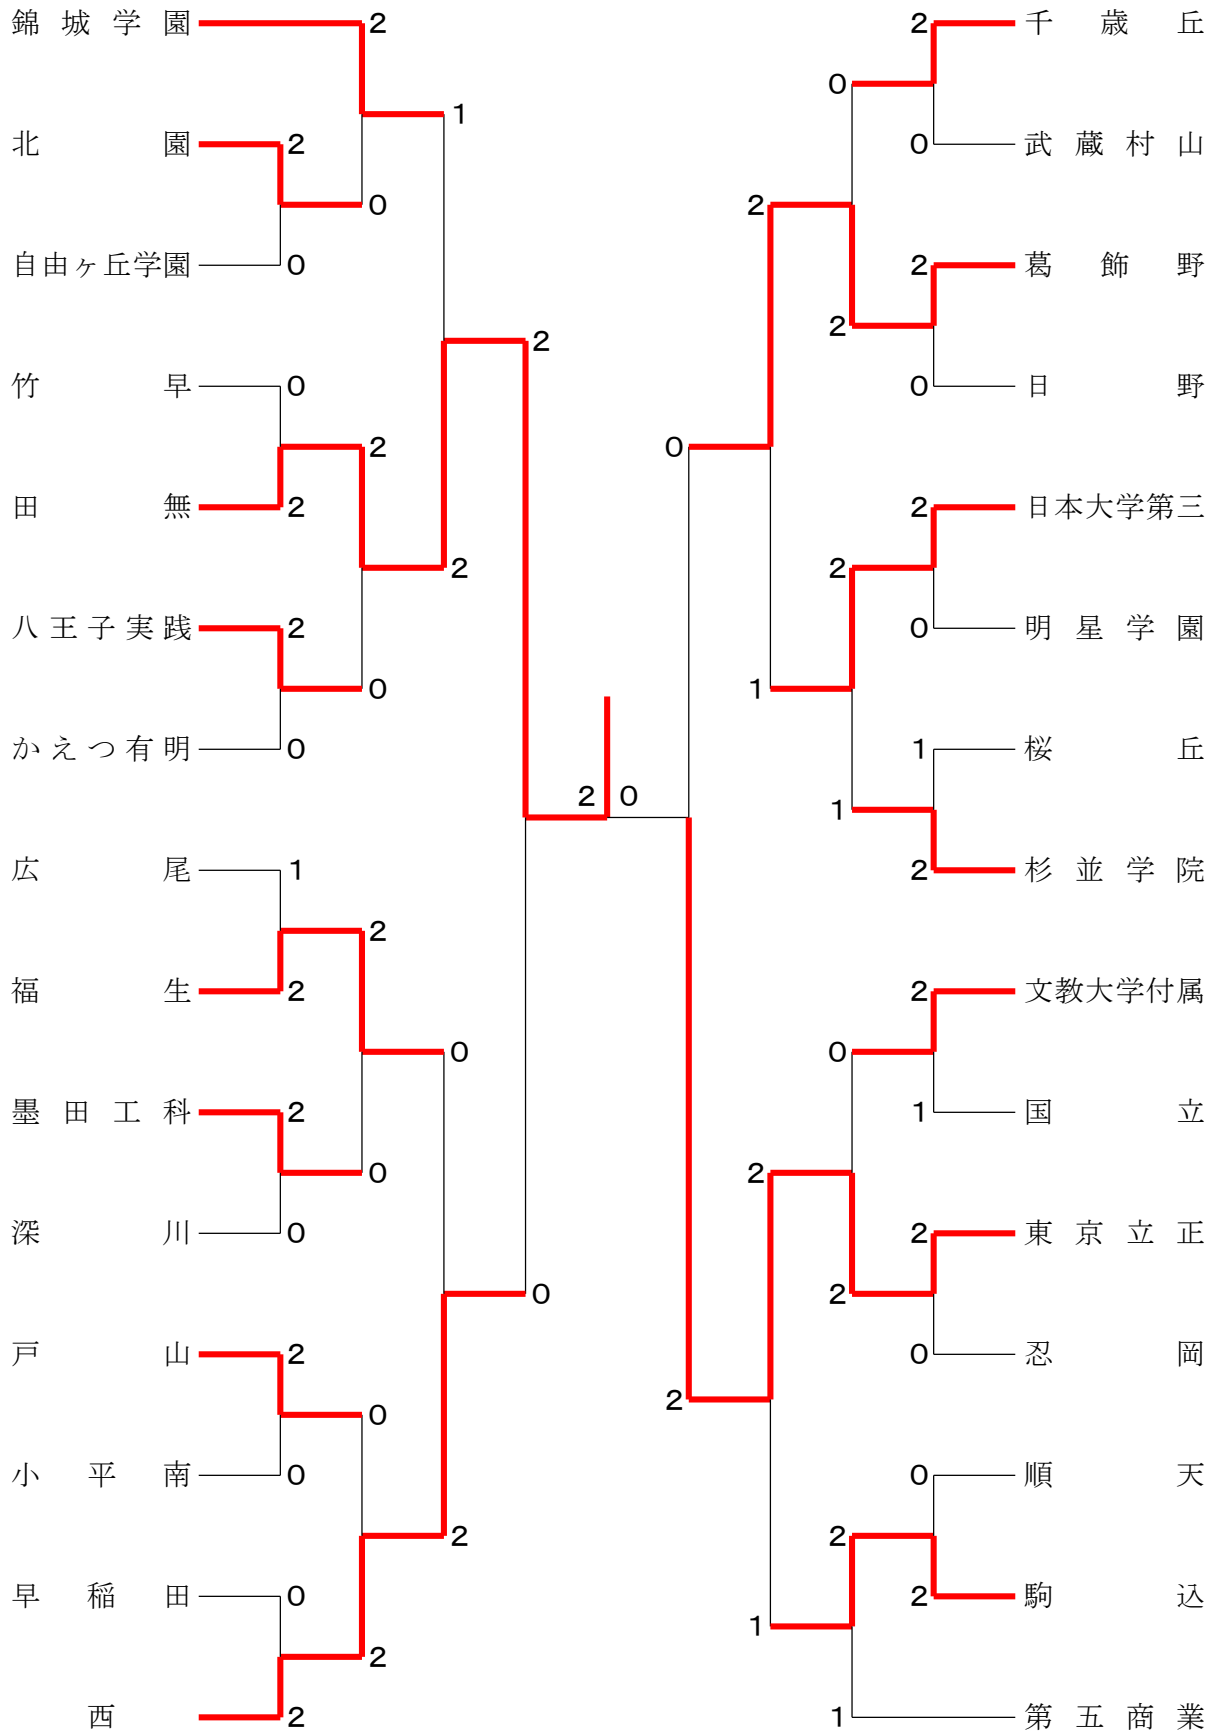 錦城学園 2
1
北園 2
0
自由ヶ丘学園 0
2
竹早 0
2
田無 2
2
八王子実践 2
0
かえつ有明 0
2 0
広尾 1
2
福生 2
0
墨田工科 2
0
深川 0
0
戸山 2
0
小平南 0
2
早稲田 0
2
西 2
2 千歳丘
0
0 武蔵村山
2
2 葛飾野
2
0 日野
0
2 日本大学第三
2
0 明星学園
1
1 桜丘
1
2 杉並学院
2 文教大学付属
0
1 国立
2
2 東京立正
2
0 忍岡
2
0 順天
2
2 駒込
1
1 第五商業